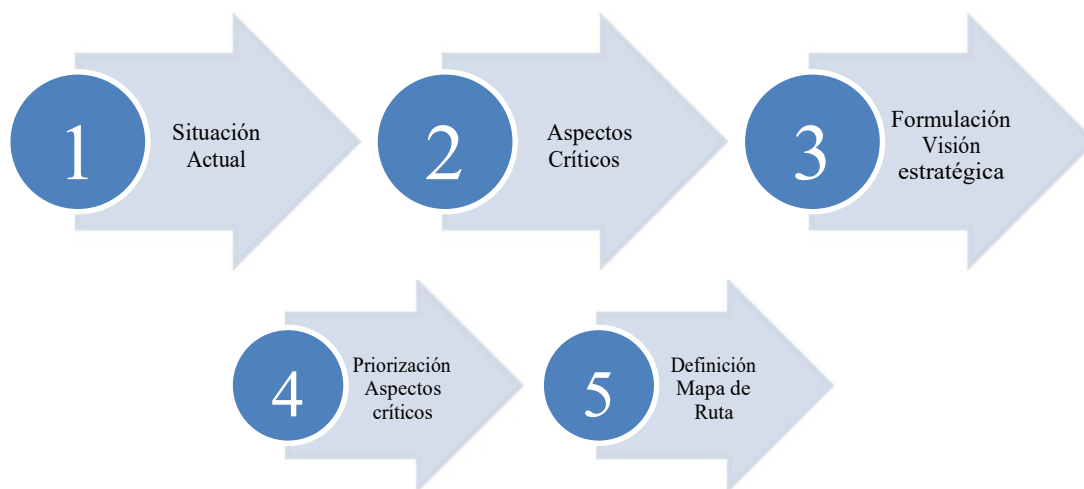 1
Situación
Actual
2
Aspectos
Críticos
3
Formulación
Visión
estratégica
4
Priorización
Aspectos
críticos
5
Definición
Mapa de
Ruta